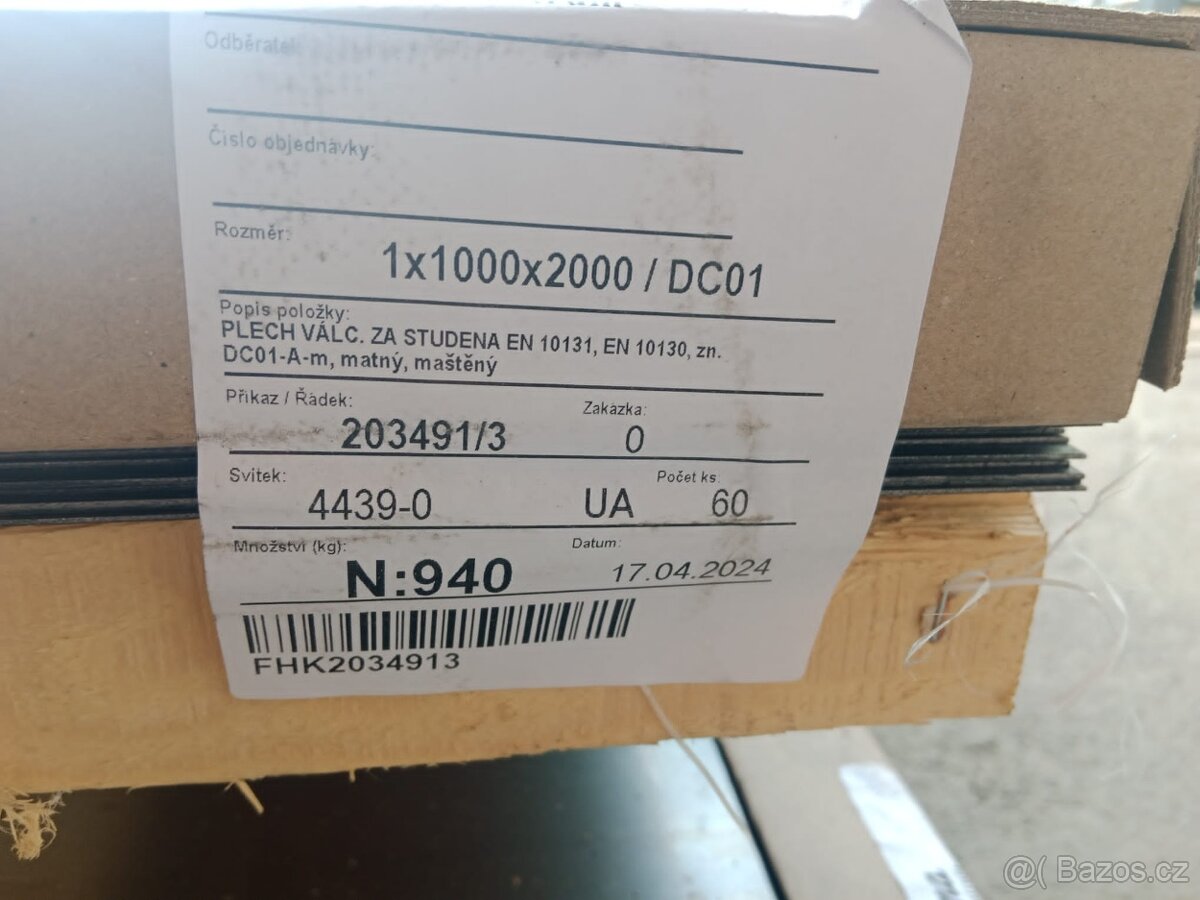 Odběratel
Číslo objednávky:
Rozměr:
1x1000x2000 / DC01
Popis položky:
PLECH VÁLC. ZA STUDENA EN 10131, EN 10130, zn.
DC01-A-m, matný, maštěný
Příkaz / Řádek:
Zakázka:
203491/3
0
Svitek:
Počet ks:
4439-0
UA
60
Množství (kg):
Datum:
N:940
17.04.2024
FHK2034913
@( Bazos.cz